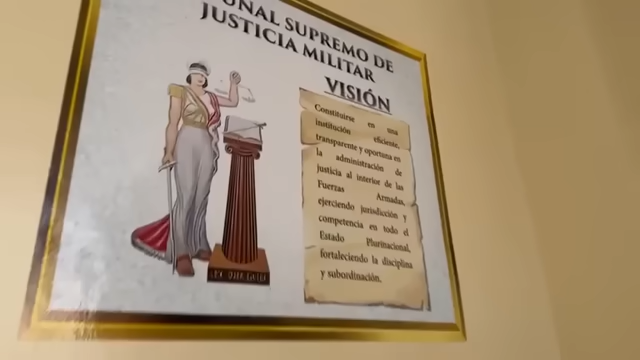 SUPREMO DE
JUSTICIA MILITAR
VISIÓN
Constituirse en una
institución eficiente,
transparente y oportuna en
la administración de
justicia al interior de las
Fuerzas Armadas,
ejerciendo jurisdicción y
competencia en todo el
Estado Plurinacional,
fortaleciendo la disciplina
y subordinación.